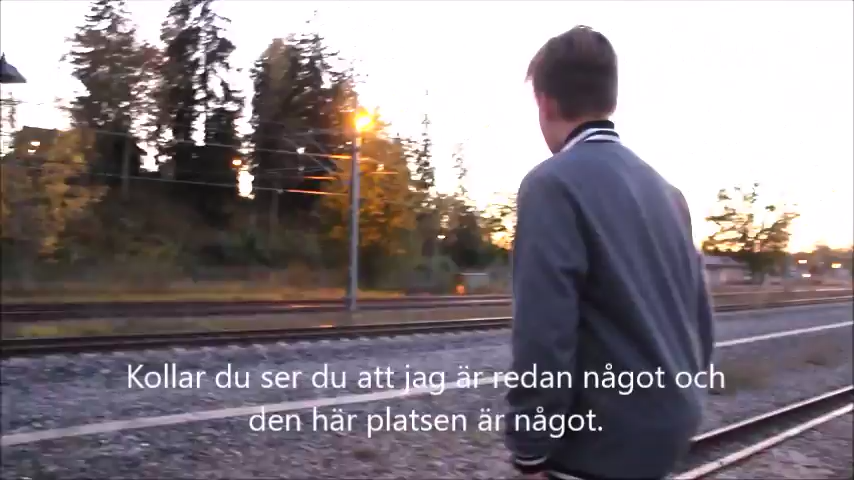 Kollar du ser du att jag är redan något och
den här platsen är något.